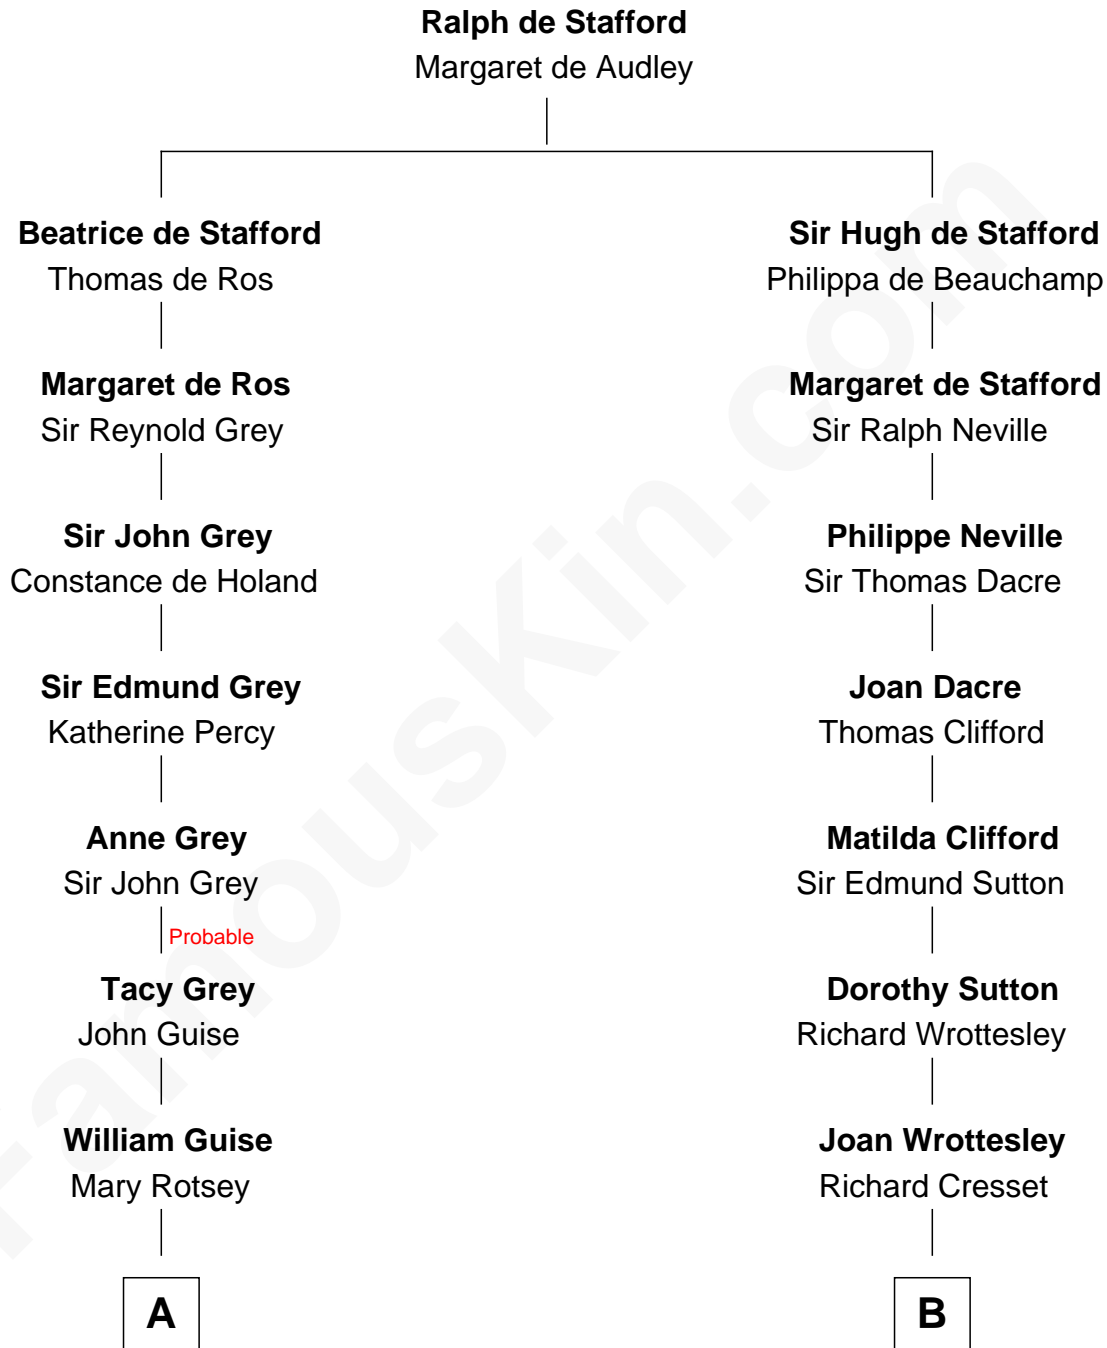 Ralph de Stafford
Margaret de Audley
Beatrice de Stafford
Thomas de Ros
Sir Hugh de Stafford
Philippa de Beauchamp
Margaret de Ros
Sir Reynold Grey
Margaret de Stafford
Sir Ralph Neville
Sir John Grey
Constance de Holand
Philippe Neville
Sir Thomas Dacre
Sir Edmund Grey
Katherine Percy
Joan Dacre
Thomas Clifford
Anne Grey
Sir John Grey
Matilda Clifford
Sir Edmund Sutton
Probable
Tacy Grey
John Guise
Dorothy Sutton
Richard Wrottesley
William Guise
Mary Rotsey
Joan Wrottesley
Richard Cresset
A
B
FamousKin.com